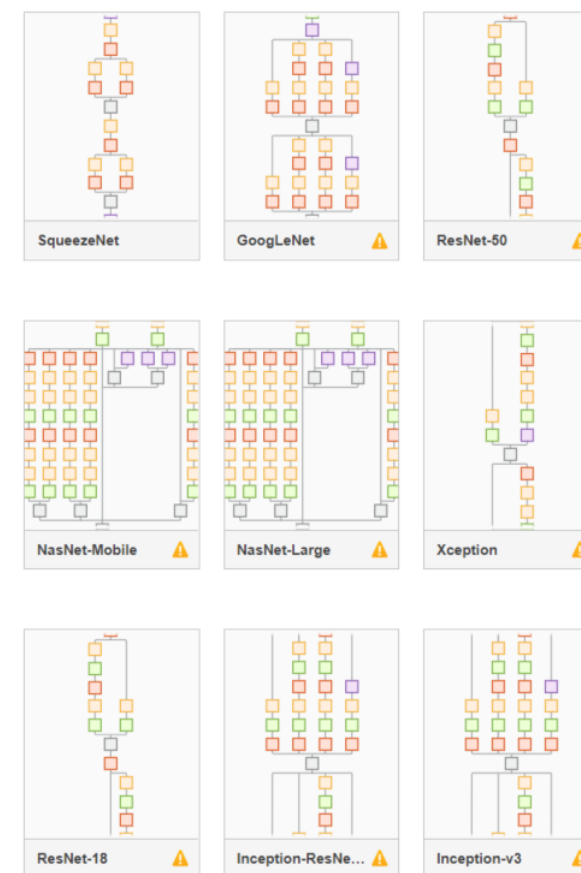 SqueezeNet
GoogLeNet
ResNet-50
NasNet-Mobile
NasNet-Large
Xception
ResNet-18
Inception-ResNe...
Inception-v3